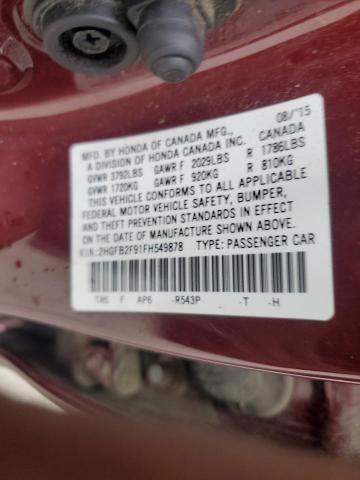 MFD. BY HONDA OF CANADA MFG., 08/'15
A DIVISION OF HONDA CANADA INC. CANADA
GVWR 3792LBS GAWR F 2029LBS R 1786LBS
GVWR 1720KG GAWR F 920KG R 810KG
THIS VEHICLE CONFORMS TO ALL APPLICABLE
FEDERAL MOTOR VEHICLE SAFETY, BUMPER,
AND THEFT PREVENTION STANDARDS IN EFFECT
ON THE DATE OF MANUFACTURE SHOWN ABOVE.
V.I.N.:2HGFB2F91FH549878 TYPE: PASSENGER CAR
TR6 F AP6 -R543P -T -H